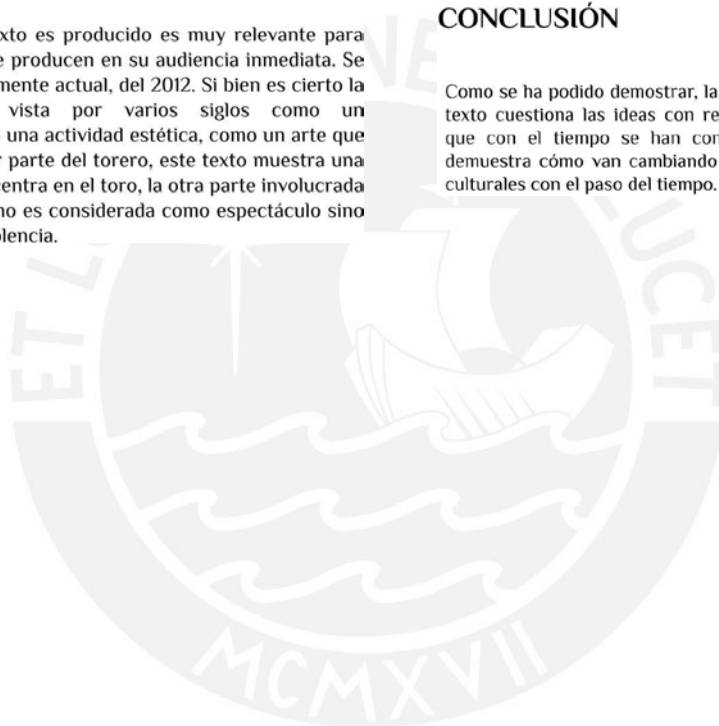 xto es producido es muy relevante para
e producen en su audiencia inmediata. Se
mente actual, del 2012. Si bien es cierto la
vista por varios siglos como un
una actividad estética, como un arte que
r parte del torero, este texto muestra una
entra en el toro, la otra parte involucrada
no es considerada como espectáculo sino
lencia.
CONCLUSIÓN
Como se ha podido demostrar, la
texto cuestiona las ideas con re
que con el tiempo se han con
demuestra cómo van cambiando
culturales con el paso del tiempo.
ET L
NE
UCET
MCMXVII